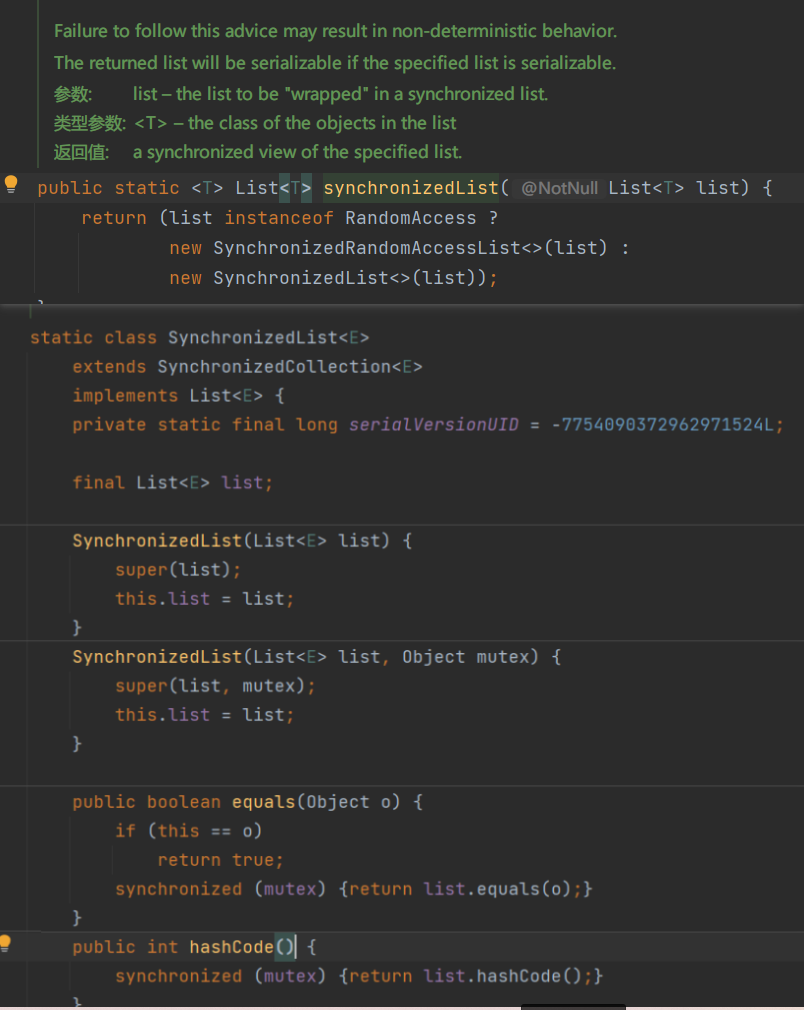 Failure to follow this advice may result in non-deterministic behavior.
The returned list will be serializable if the specified list is serializable.
参数: list – the list to be "wrapped" in a synchronized list.
类型参数: <T> – the class of the objects in the list
返回值: a synchronized view of the specified list.
public static <T> List<T> synchronizedList( @NotNull List<T> list) {
return (list instanceof RandomAccess ?
new SynchronizedRandomAccessList<>(list) :
new SynchronizedList<>(list));
static class SynchronizedList<E>
extends SynchronizedCollection<E>
implements List<E> {
private static final long serialVersionUID = -7754090372962971524L;
final List<E> list;
SynchronizedList(List<E> list) {
super(list);
this.list = list;
}
SynchronizedList(List<E> list, Object mutex) {
super(list, mutex);
this.list = list;
}
public boolean equals(Object o) {
if (this == o)
return true;
synchronized (mutex) {return list.equals(o);}
}
public int hashCode() {
synchronized (mutex) {return list.hashCode();}
}